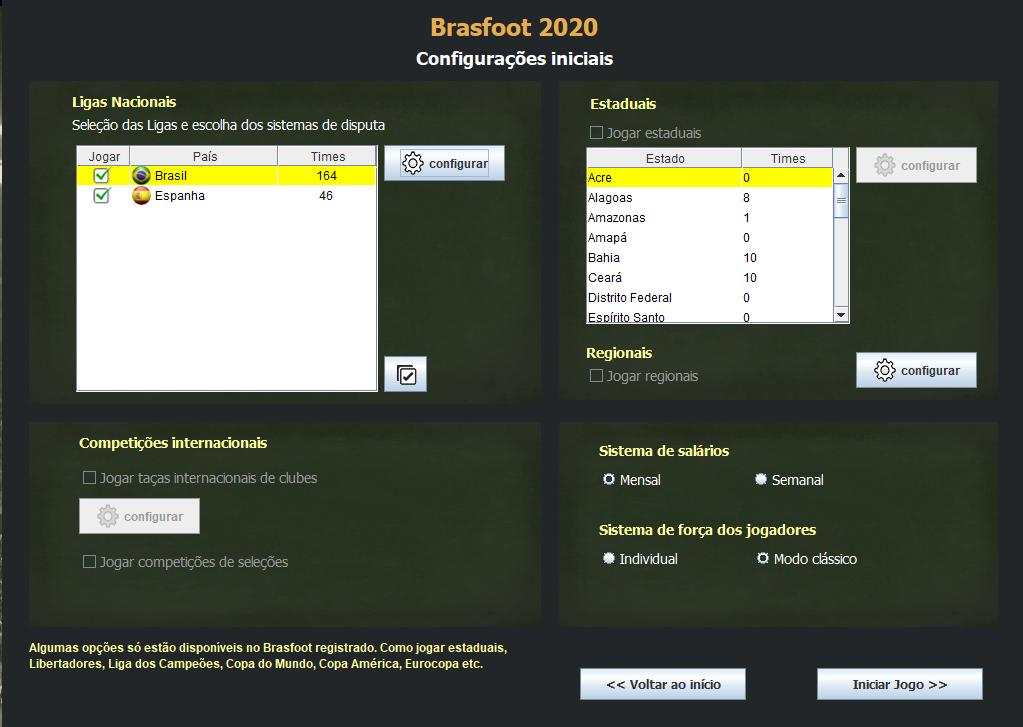 Brasfoot 2020
Configurações iniciais
Ligas Nacionais
Seleção das Ligas e escolha dos sistemas de disputa
Jogar País Times
Brasil 164
Espanha 46
configurar
Estaduais
Jogar estaduais
Estado Times
Acre 0
Alagoas 8
Amazonas 1
Amapá 0
Bahia 10
Ceará 10
Distrito Federal 0
Espírito Santo 0
configurar
Regionais
Jogar regionais
configurar
Competições internacionais
Jogar taças internacionais de clubes
configurar
Jogar competições de seleções
Sistema de salários
Mensal Semanal
Sistema de força dos jogadores
Individual Modo clássico
Algumas opções só estão disponíveis no Brasfoot registrado. Como jogar estaduais,
Libertadores, Liga dos Campeões, Copa do Mundo, Copa América, Eurocopa etc.
<< Voltar ao início
Iniciar Jogo >>